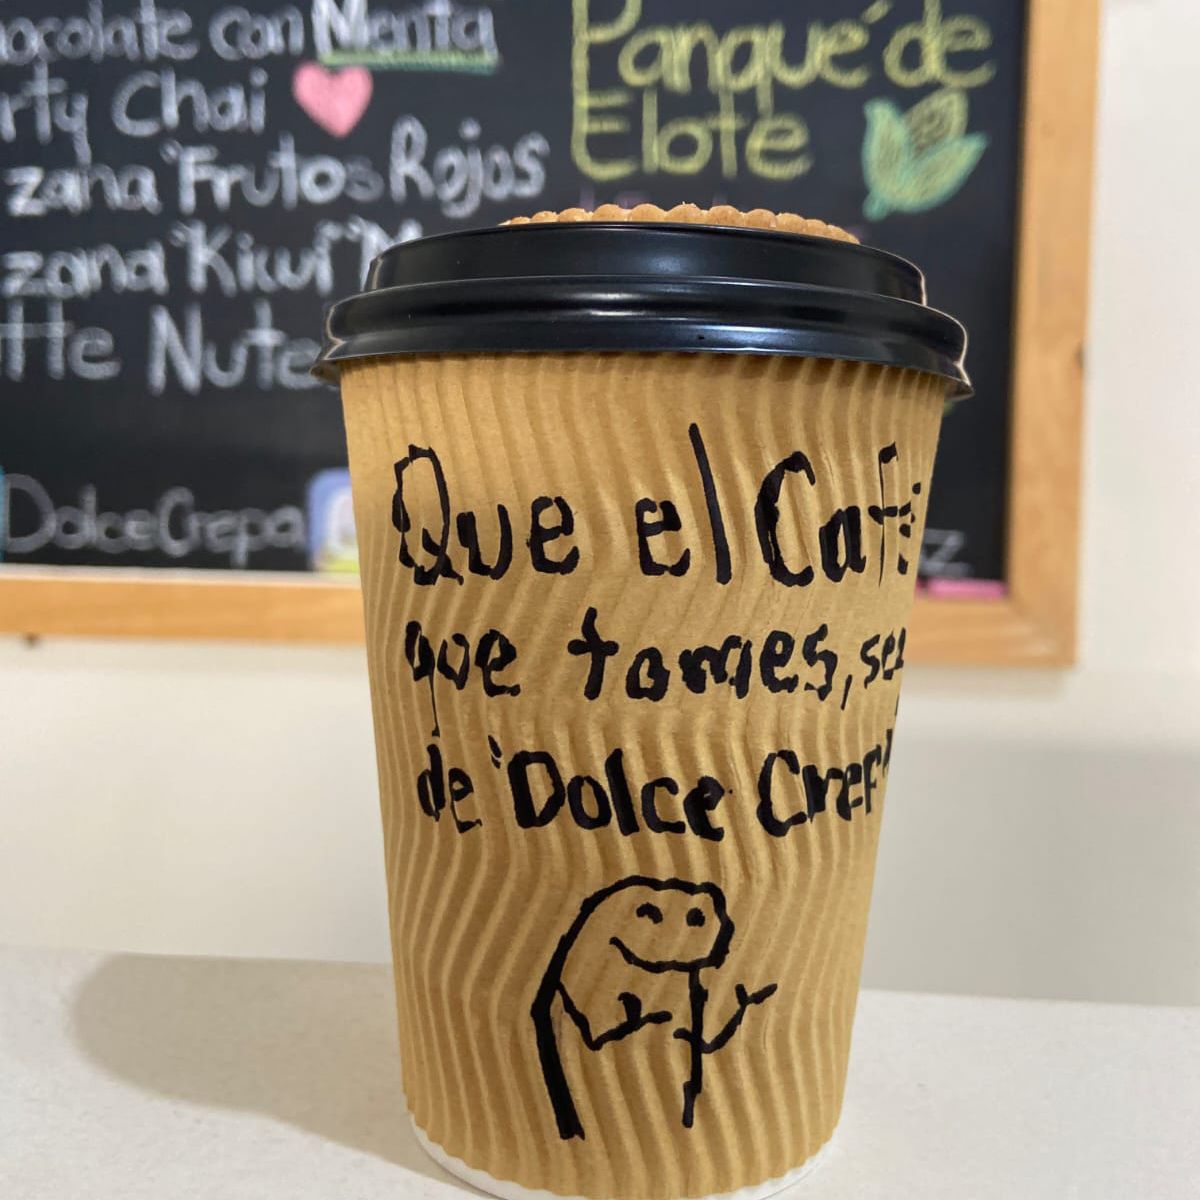 Chocolate con Menta
rty Chai
zana "Frutos Rojos
zana "Kiwi" M
tte Nute
DolceCrepa
Panqué de
Elote
Que el Café
que tomes, sea
de "Dolce Crep